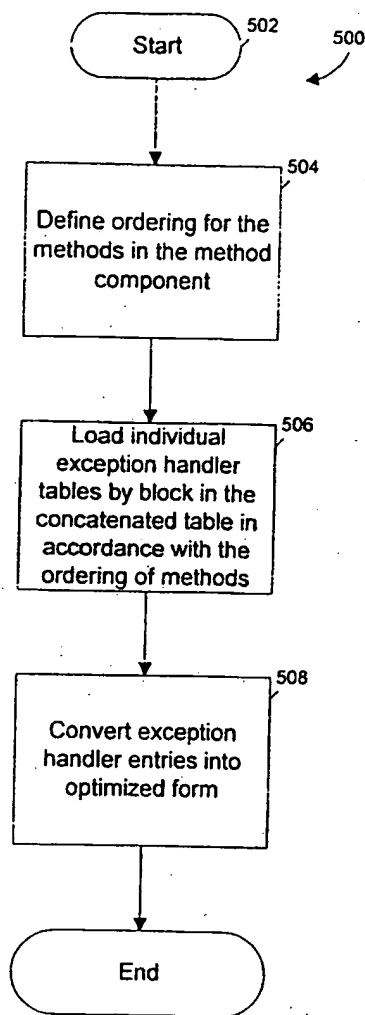 Start
502
500
504
Define ordering for the
methods in the method
component
506
Load individual
exception handler
tables by block in the
concatenated table in
accordance with the
ordering of methods
508
Convert exception
handler entries into
optimized form
End